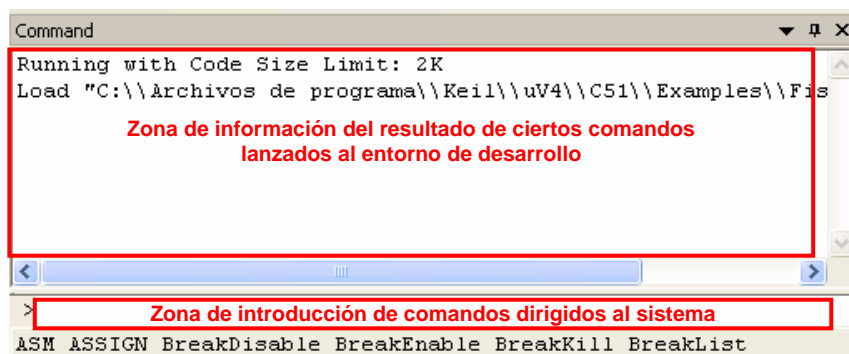 Command
Running with Code Size Limit: 2K
Load "C:\\Archivos de programa\\Keil\\uV4\\C51\\Examples\\Fis
Zona de información del resultado de ciertos comandos
lanzados al entorno de desarrollo
>
Zona de introducción de comandos dirigidos al sistema
ASM ASSIGN BreakDisable BreakEnable BreakKill BreakList